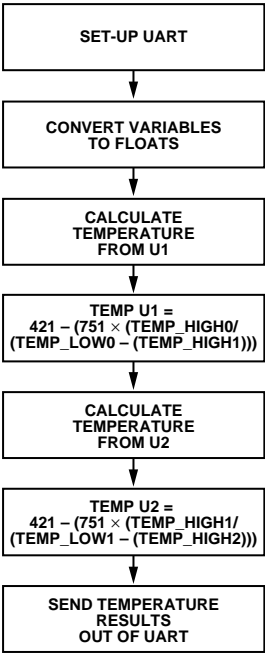 SET-UP UART
CONVERT VARIABLES
TO FLOATS
CALCULATE
TEMPERATURE
FROM U1
TEMP U1 =
421 – (751 × (TEMP_HIGH0/
(TEMP_LOW0 – (TEMP_HIGH1)))
CALCULATE
TEMPERATURE
FROM U2
TEMP U2 =
421 – (751 × (TEMP_HIGH1/
(TEMP_LOW1 – (TEMP_HIGH2)))
SEND TEMPERATURE
RESULTS
OUT OF UART